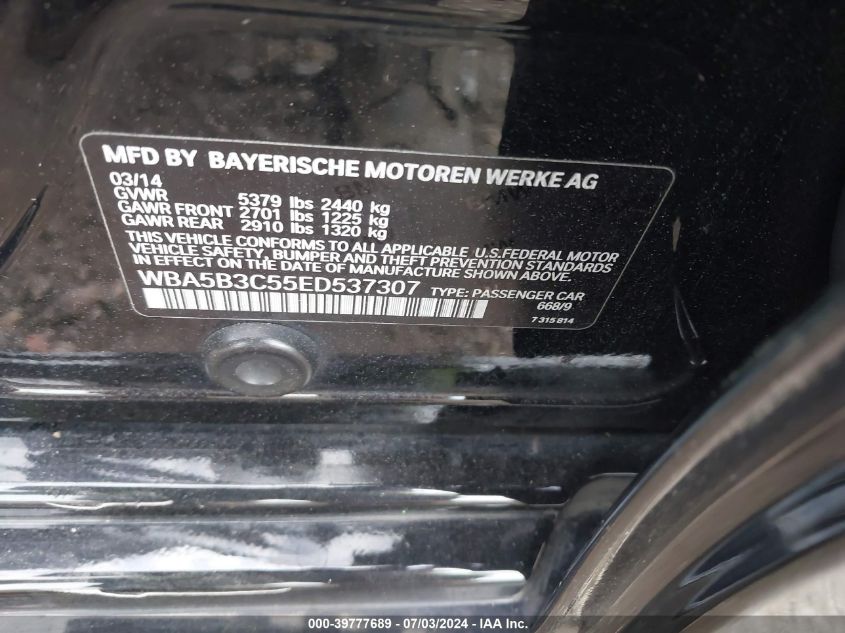 MFD BY BAYERISCHE MOTOREN WERKE AG
03/14
GVWR 5379 lbs 2440 kg
GAWR FRONT 2701 lbs 1225 kg
GAWR REAR 2910 lbs 1320 kg
THIS VEHICLE CONFORMS TO ALL APPLICABLE U.S.FEDERAL MOTOR
VEHICLE SAFETY, BUMPER AND THEFT PREVENTION STANDARDS
IN EFFECT ON THE DATE OF MANUFACTURE SHOWN ABOVE.
WBA5B3C55ED537307 TYPE: PASSENGER CAR
668/9
7 315 814
000-39777689 / 07/03/2024 / IAA Inc.